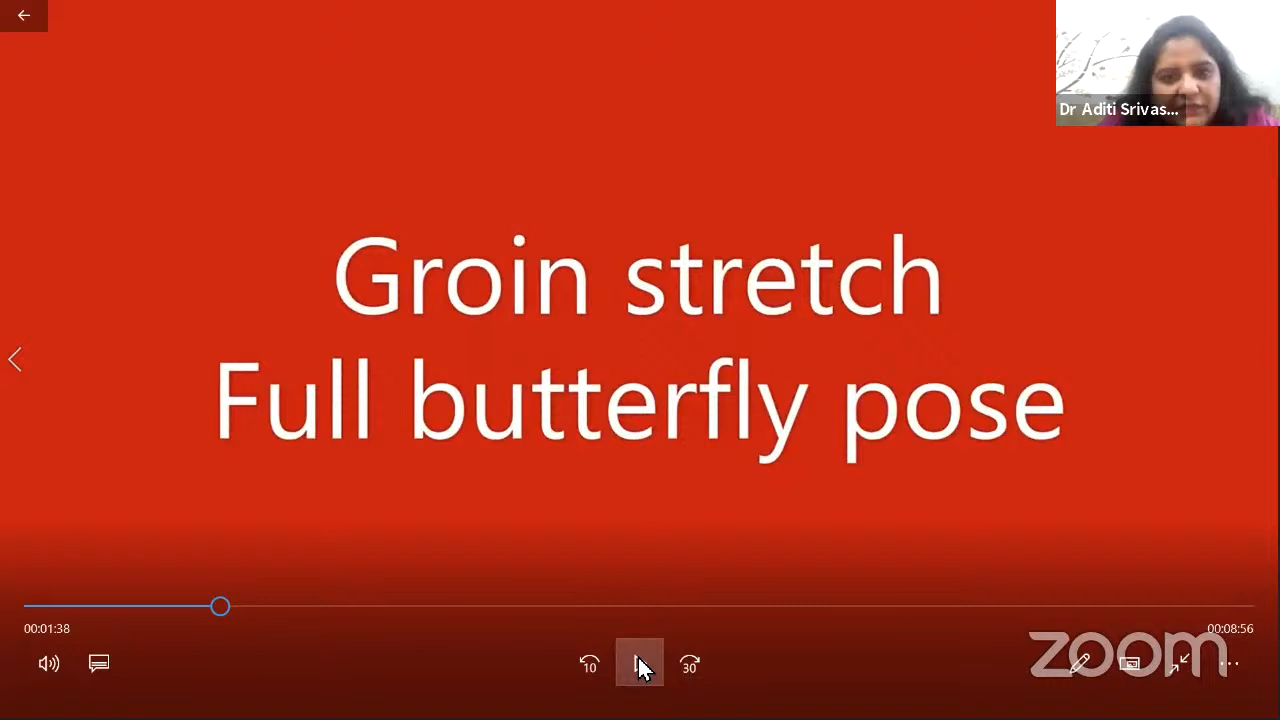 Dr Aditi Srivas...
Groin stretch
Full butterfly pose
00:01:38
00:08:56
10
30
zoom